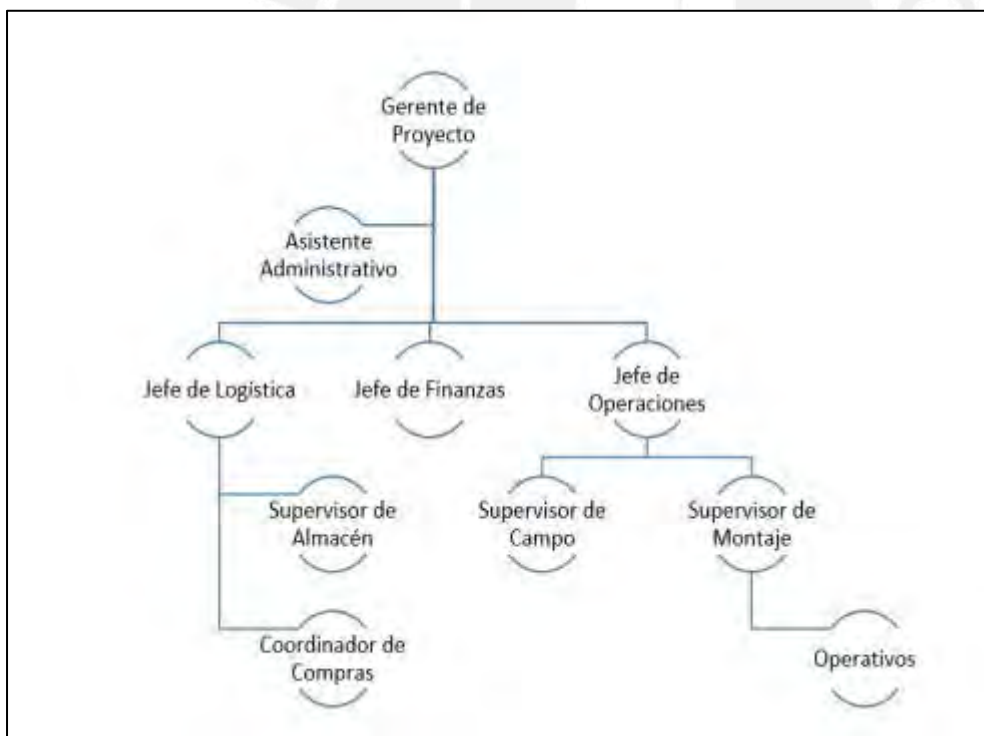 Gerente de
Proyecto
Asistente
Administrativo
Jefe de Logística
Jefe de Finanzas
Jefe de
Operaciones
Supervisor de
Almacén
Supervisor de
Campo
Supervisor de
Montaje
Coordinador de
Compras
Operativos